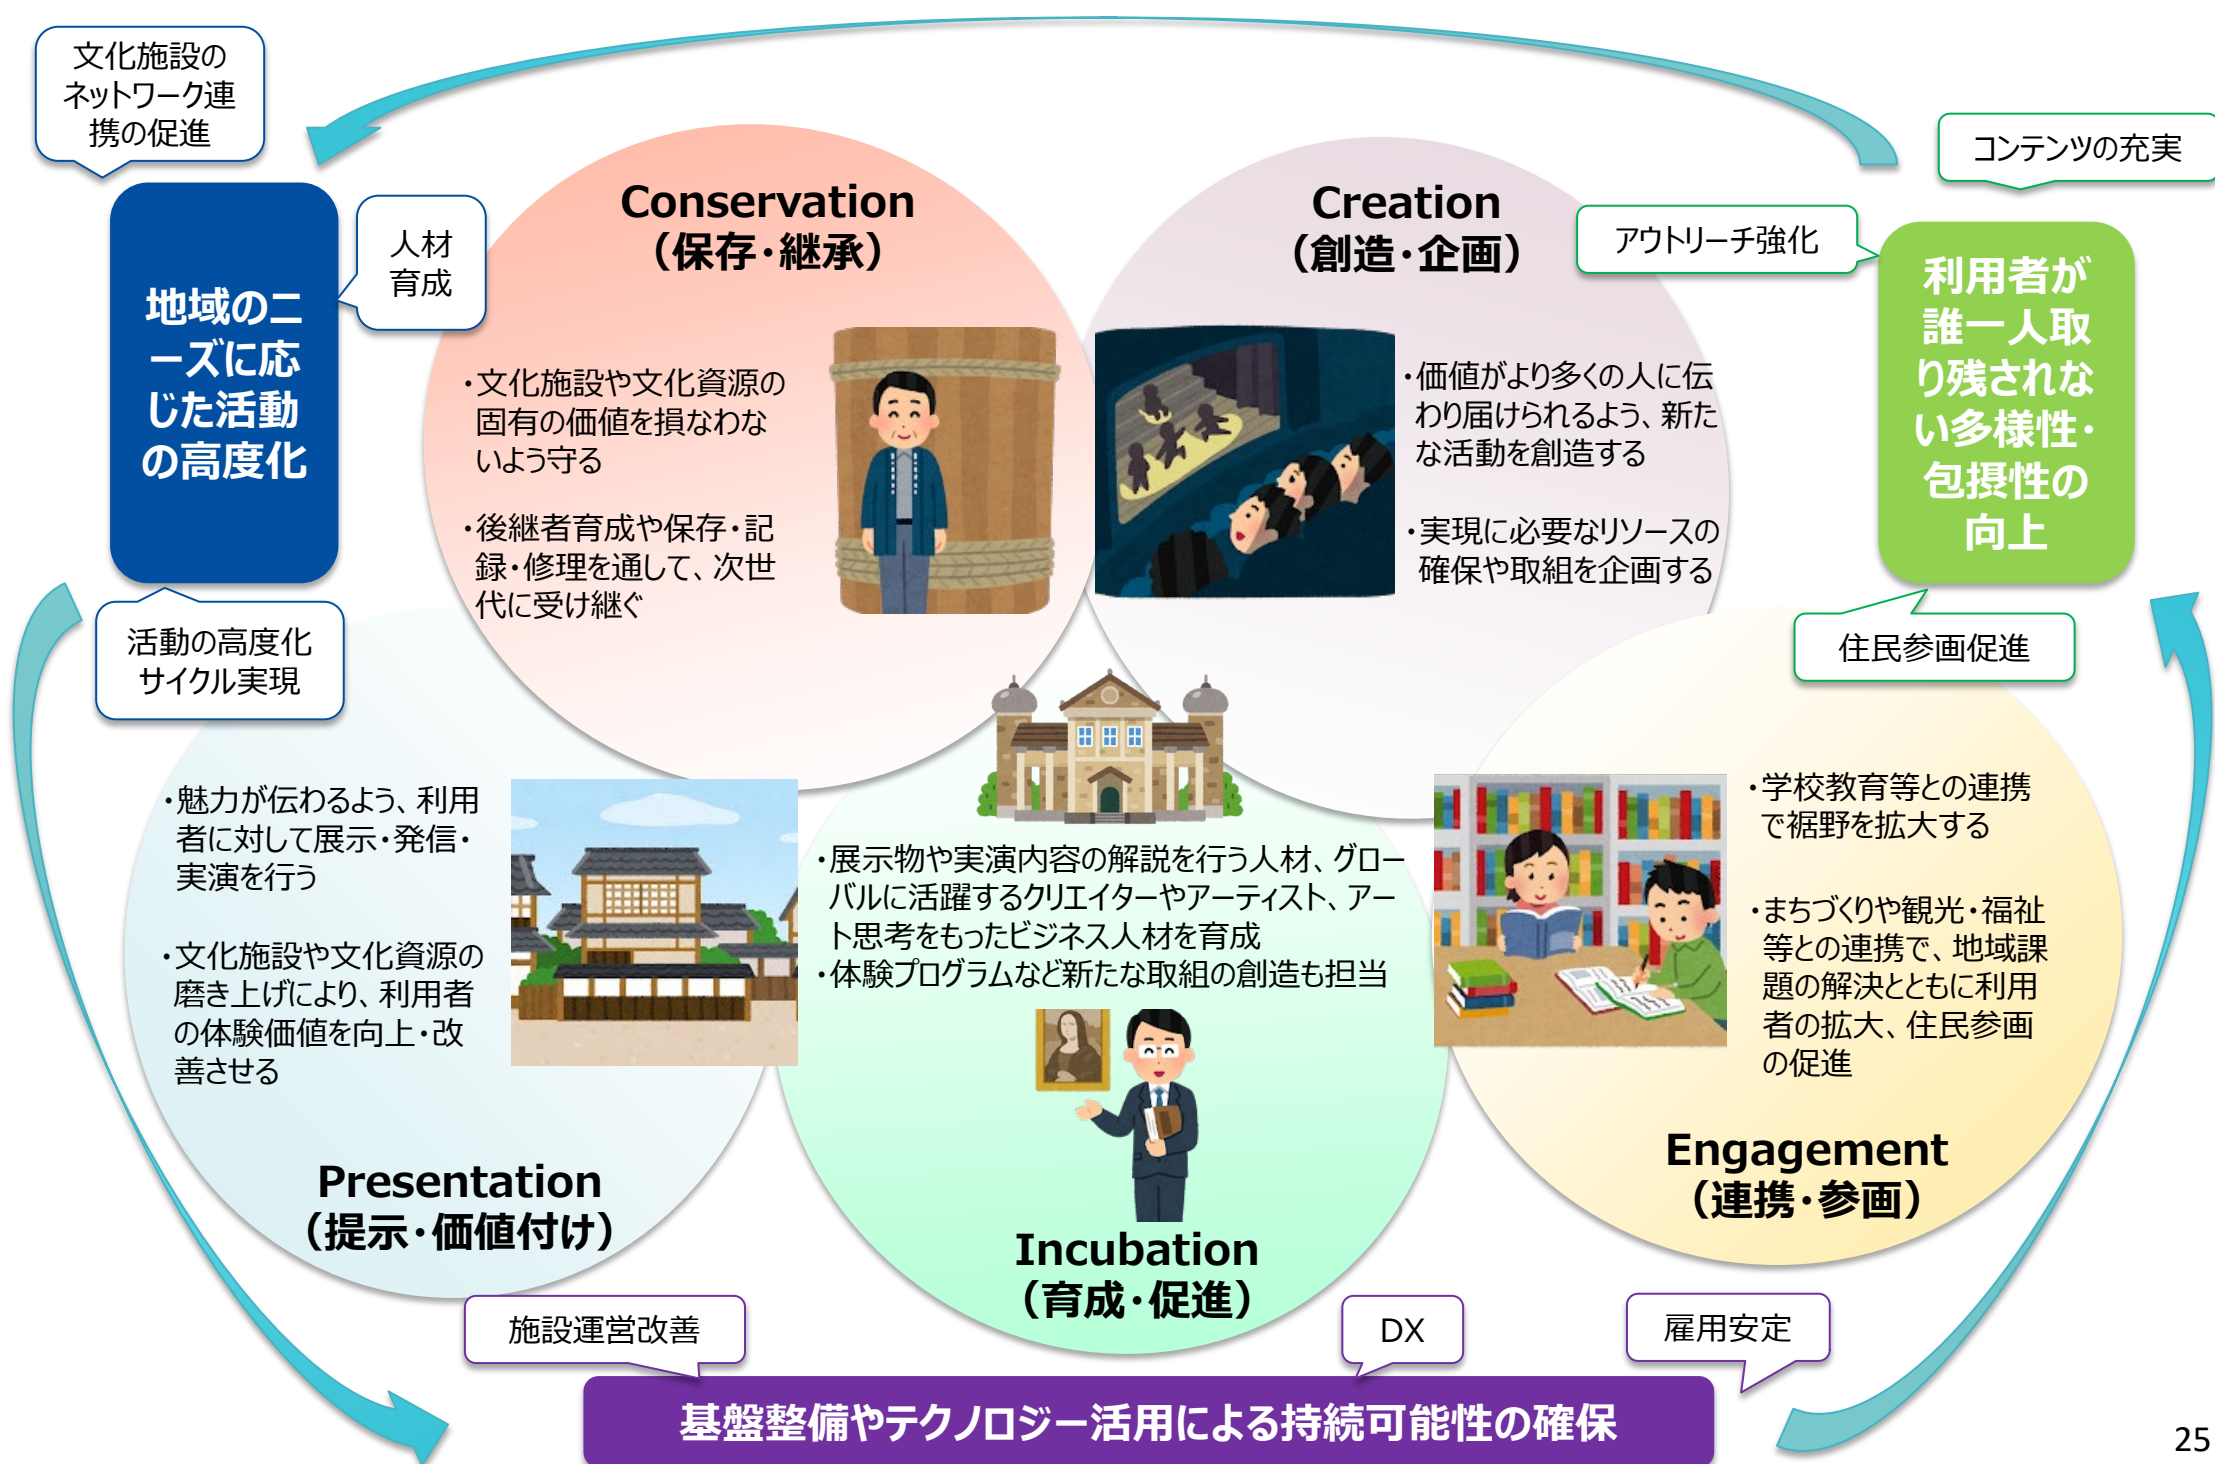 文化施設の
ネットワーク連
携の促進
地域のニ
ーズに応
じた活動
の高度化
人材
育成
活動の高度化
サイクル実現
Conservation
（保存・継承）
・文化施設や文化資源の
固有の価値を損なわな
いよう守る
・後継者育成や保存・記
録・修理を通して、次世
代に受け継ぐ
Creation
（創造・企画）
・価値がより多くの人に伝
わり届けられるよう、新た
な活動を創造する
・実現に必要なリソースの
確保や取組を企画する
コンテンツの充実
アウトリーチ強化
利用者が
誰一人取
り残されな
い多様性・
包摂性の
向上
住民参画促進
・魅力が伝わるよう、利用
者に対して展示・発信・
実演を行う
・文化施設や文化資源の
磨き上げにより、利用者
の体験価値を向上・改
善させる
Presentation
（提示・価値付け）
・展示物や実演内容の解説を行う人材、グロー
バルに活躍するクリエイターやアーティスト、アー
ト思考をもったビジネス人材を育成
・体験プログラムなど新たな取組の創造も担当
Incubation
（育成・促進）
・学校教育等との連携
で裾野を拡大する
・まちづくりや観光・福祉
等との連携で、地域課
題の解決とともに利用
者の拡大、住民参画
の促進
Engagement
（連携・参画）
施設運営改善
DX
雇用安定
基盤整備やテクノロジー活用による持続可能性の確保
25